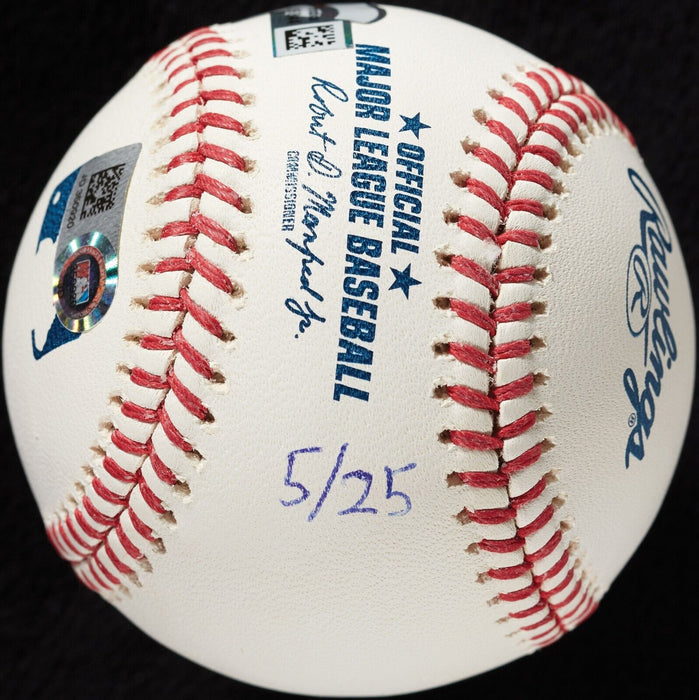 ★ OFFICIAL ★
MAJOR LEAGUE BASEBALL
Robert D. Manfred Jr.
COMMISSIONER
5/25
Rawlings®
R